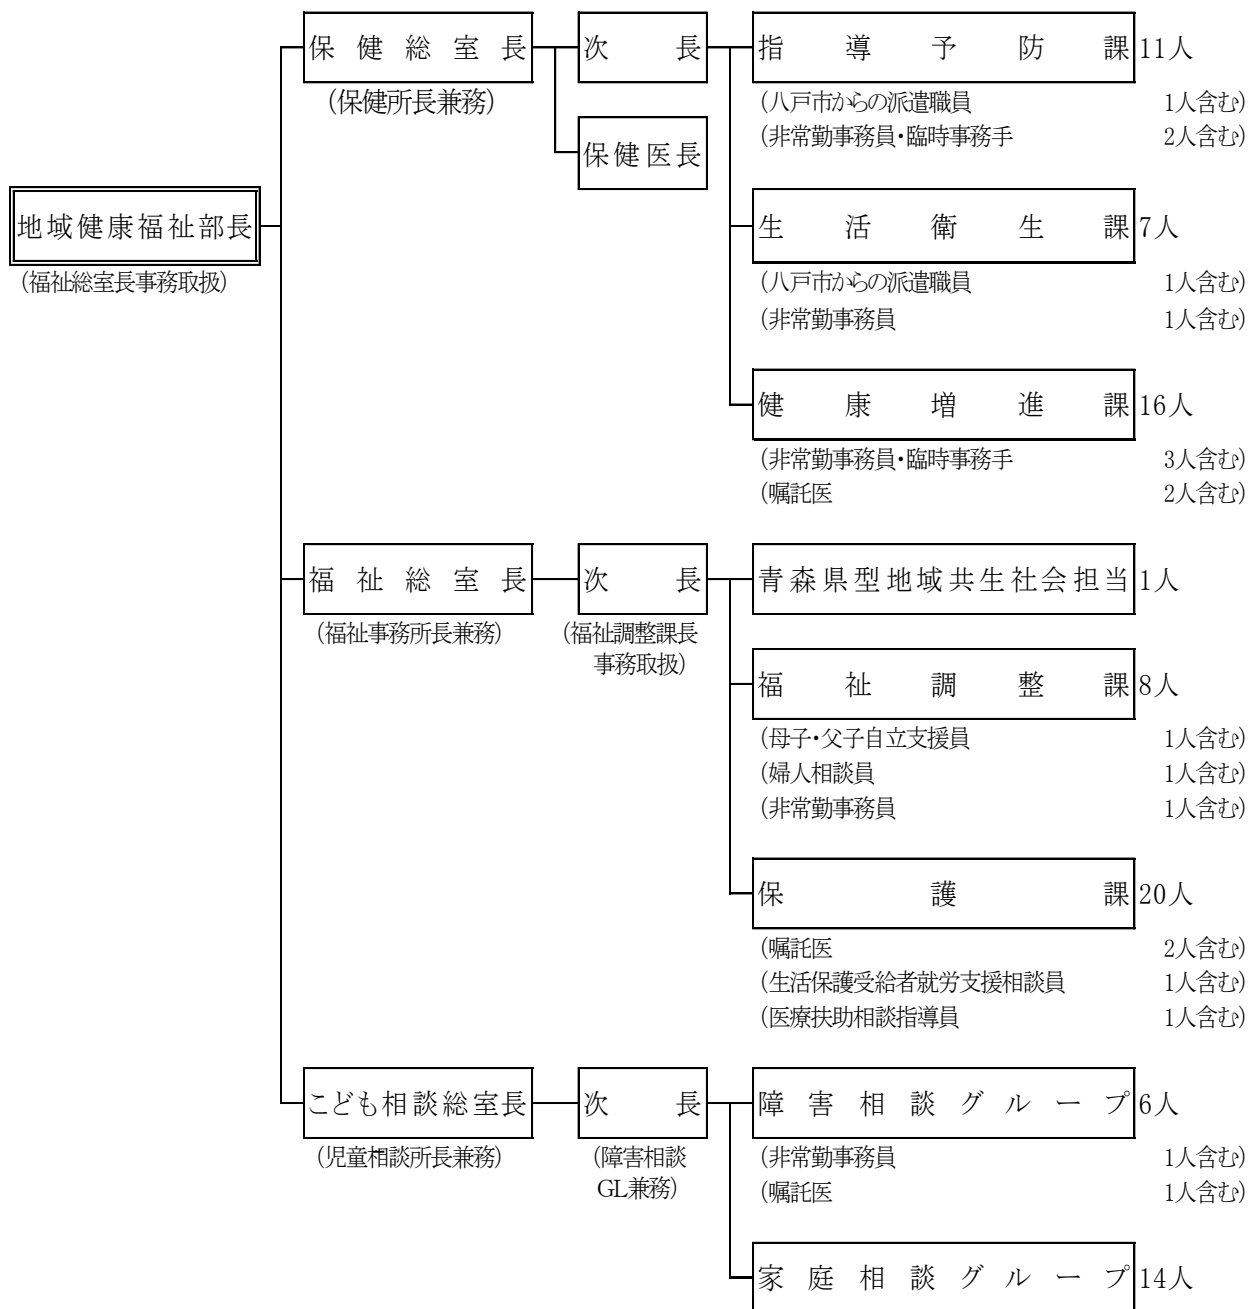 保健総室長
次長
指導予防課 11人
(保健所長兼務)
(八戸市からの派遣職員 1人含む)
(非常勤事務員・臨時事務手 2人含む)
保健医長
地域健康福祉部長
(福祉総室長事務取扱)
生活衛生課 7人
(八戸市からの派遣職員 1人含む)
(非常勤事務員 1人含む)
健康増進課 16人
(非常勤事務員・臨時事務手 3人含む)
(嘱託医 2人含む)
福祉総室長
次長
青森県型地域共生社会担当 1人
(福祉事務所長兼務)
(福祉調整課長
事務取扱)
福祉調整課 8人
(母子・父子自立支援員 1人含む)
(婦人相談員 1人含む)
(非常勤事務員 1人含む)
保護課 20人
(嘱託医 2人含む)
(生活保護受給者就労支援相談員 1人含む)
(医療扶助相談指導員 1人含む)
こども相談総室長
次長
障害相談グループ 6人
(児童相談所長兼務)
(障害相談
GL兼務)
(非常勤事務員 1人含む)
(嘱託医 1人含む)
家庭相談グループ 14人